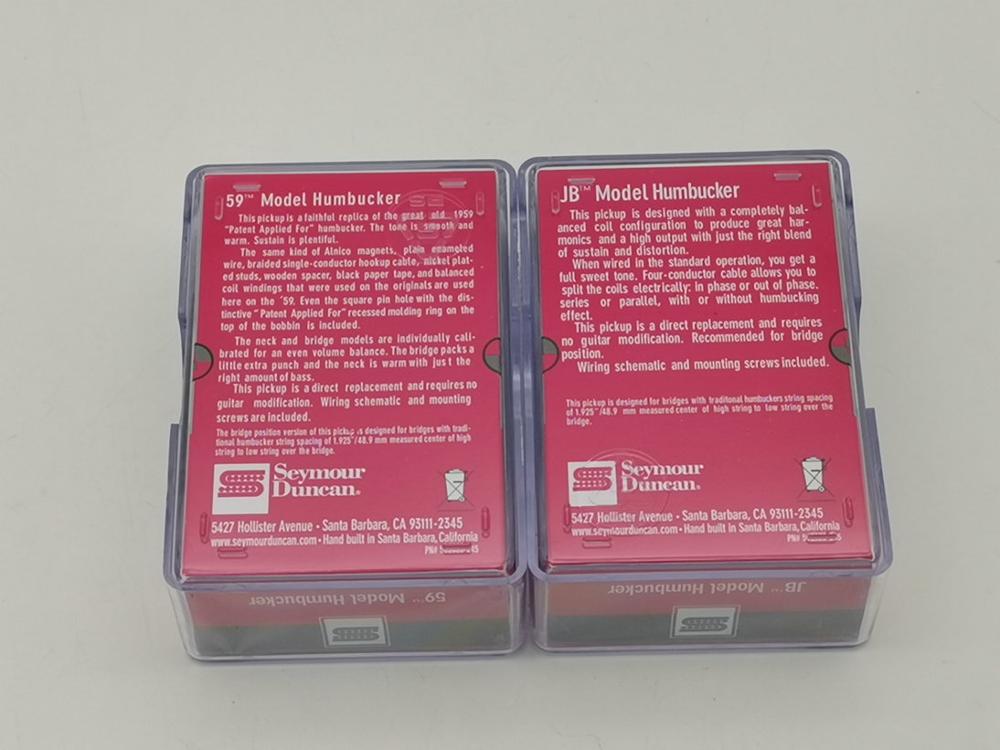 59™ Model Humbucker
This pickup is a faithful replica of the great old 1959
"Patent Applied For" humbucker. The tone is smooth and
warm. Sustain is plentiful.
The same kind of Alnico magnets, plain enameled
wire, braided single-conductor hookup cable, nickel plat-
ed studs, wooden spacer, black paper tape, and balanced
coil windings that were used on the originals are used
here on the '59. Even the square pin hole with the dis-
tinctive "Patent Applied For" recessed molding ring on the
top of the bobbin is included.
The neck and bridge models are individually cali-
brated for an even volume balance. The bridge packs a
little extra punch and the neck is warm with just the
right amount of bass.
This pickup is a direct replacement and requires no
guitar modification. Wiring schematic and mounting
screws are included.
The bridge position version of this pickup is designed for bridges with tradi-
tional humbucker string spacing of 1.925"/48.9 mm measured center of high
string to low string over the bridge.
Seymour
Duncan®
5427 Hollister Avenue • Santa Barbara, CA 93111-2345
www.seymourduncan.com • Hand built in Santa Barbara, California
PN#
59™ Model Humbucker
JB™ Model Humbucker
This pickup is designed with a completely bal-
anced coil configuration to produce great har-
monics and a high output with just the right blend
of sustain and distortion.
When wired in the standard operation, you get a
full sweet tone. Four-conductor cable allows you to
split the coils electrically: in phase or out of phase.
series or parallel, with or without humbucking
effect.
This pickup is a direct replacement and requires
no guitar modification. Recommended for bridge
position.
Wiring schematic and mounting screws included.
This pickup is designed for bridges with traditonal humbuckers string spacing
of 1.925"/48.9 mm measured center of high string to low string over the
bridge.
Seymour
Duncan®
5427 Hollister Avenue • Santa Barbara, CA 93111-2345
www.seymourduncan.com • Hand built in Santa Barbara, California
PN#
JB™ Model Humbucker